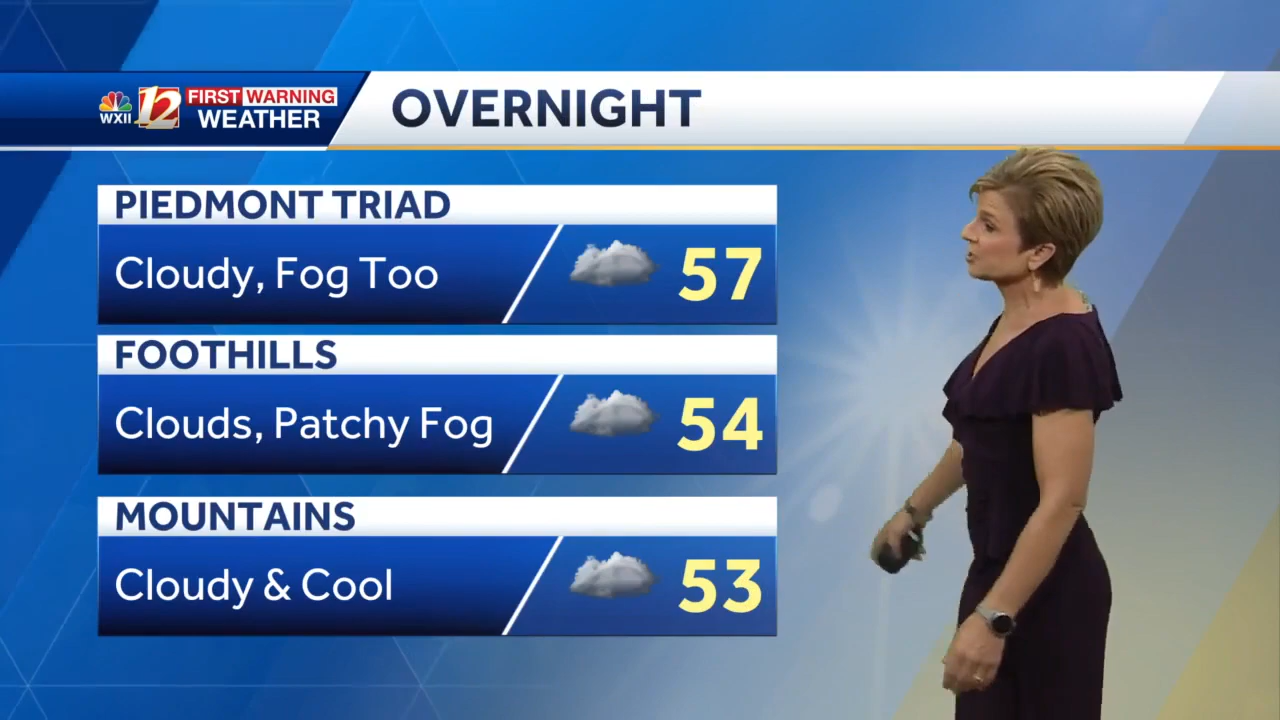 WXII 12 FIRST WARNING
WEATHER
OVERNIGHT
PIEDMONT TRIAD
Cloudy, Fog Too 57
FOOTHILLS
Clouds, Patchy Fog 54
MOUNTAINS
Cloudy & Cool 53